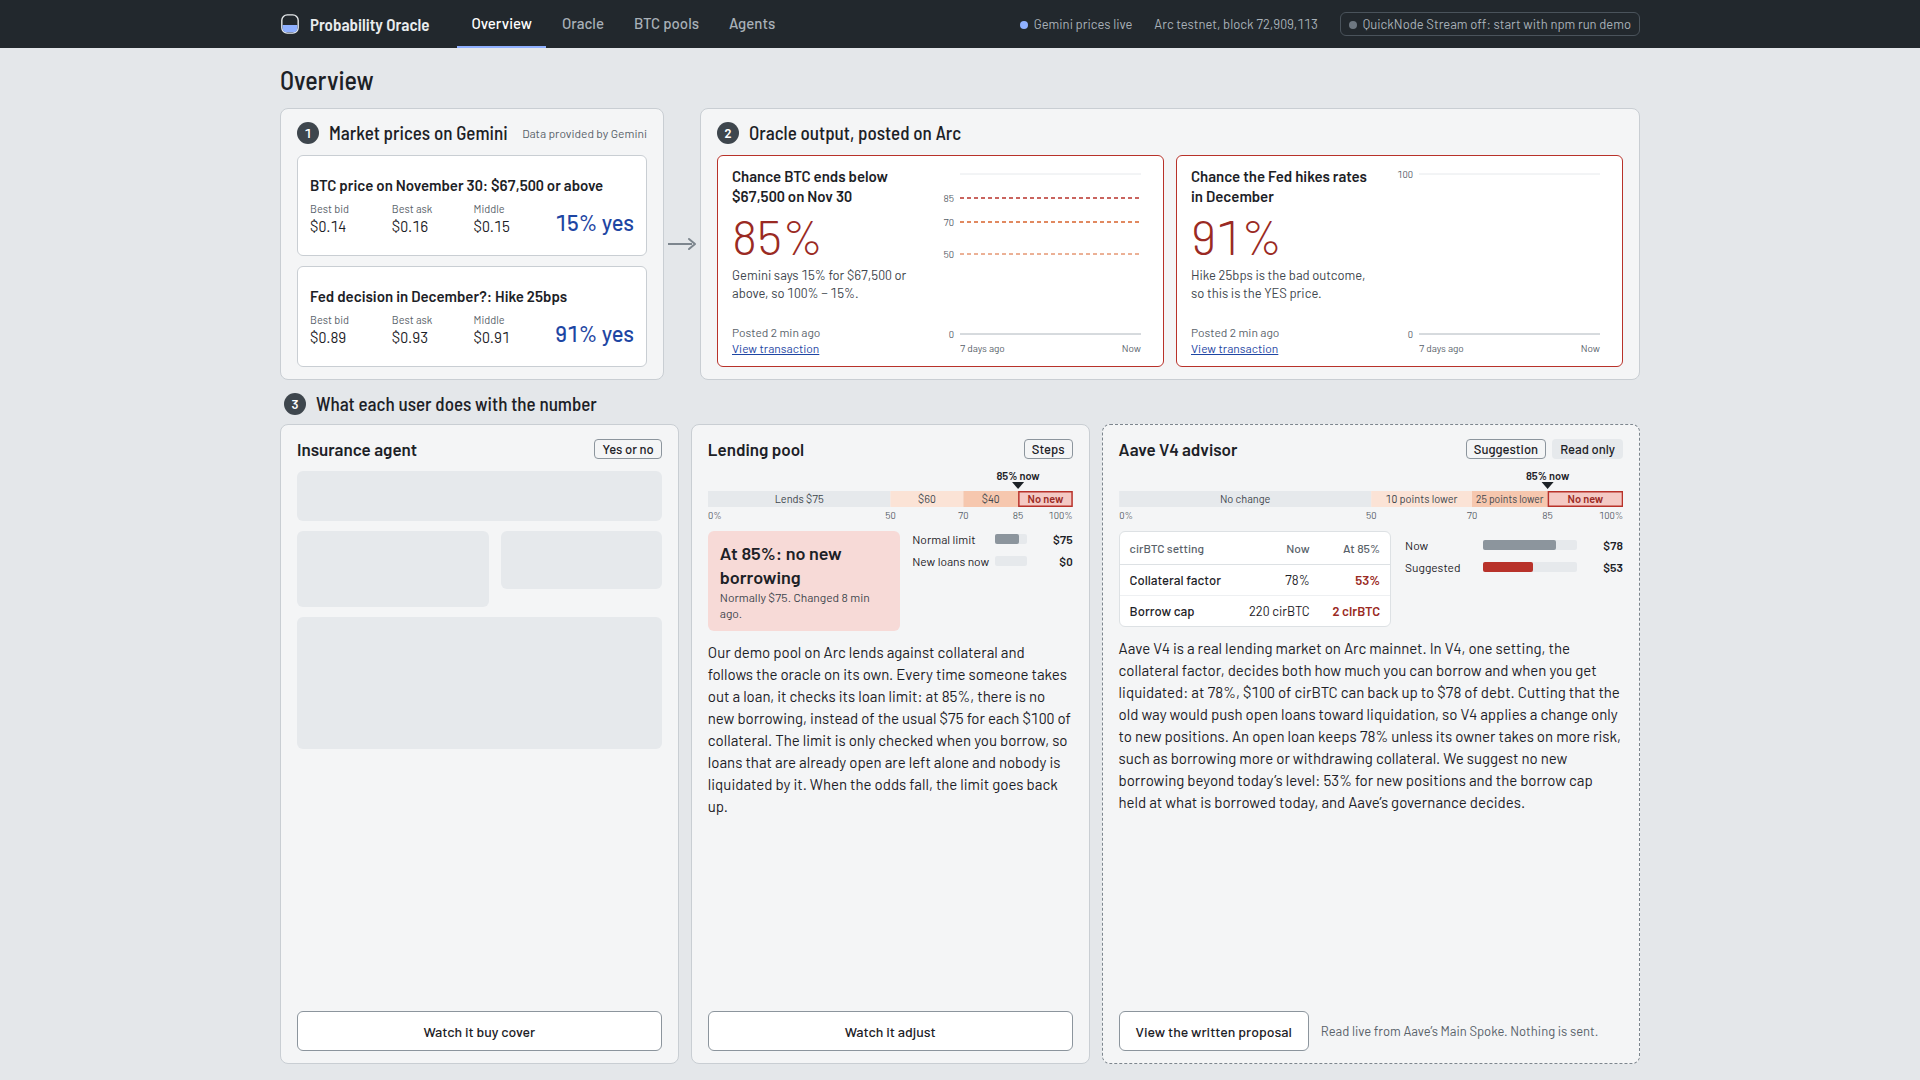 Probability Oracle
Overview
Oracle
BTC pools
Agents
Gemini prices live
Arc testnet, block 72,909,113
QuickNode Stream off: start with npm run demo
Overview
1 Market prices on Gemini
Data provided by Gemini
BTC price on November 30: $67,500 or above
Best bid Best ask Middle
$0.14 $0.16 $0.15 15% yes
Fed decision in December?: Hike 25bps
Best bid Best ask Middle
$0.89 $0.93 $0.91 91% yes
2 Oracle output, posted on Arc
Chance BTC ends below
$67,500 on Nov 30
85%
Gemini says 15% for $67,500 or
above, so 100% − 15%.
Posted 2 min ago
View transaction
85
70
50
0
7 days ago Now
Chance the Fed hikes rates
in December
91%
Hike 25bps is the bad outcome,
so this is the YES price.
Posted 2 min ago
View transaction
100
0
7 days ago Now
3 What each user does with the number
Insurance agent
Yes or no
Watch it buy cover
Lending pool
Steps
85% now
Lends $75 $60 $40 No new
0% 50 70 85 100%
At 85%: no new
borrowing
Normally $75. Changed 8 min
ago.
Normal limit $75
New loans now $0
Our demo pool on Arc lends against collateral and
follows the oracle on its own. Every time someone takes
out a loan, it checks its loan limit: at 85%, there is no
new borrowing, instead of the usual $75 for each $100 of
collateral. The limit is only checked when you borrow, so
loans that are already open are left alone and nobody is
liquidated by it. When the odds fall, the limit goes back
up.
Watch it adjust
Aave V4 advisor
Suggestion
Read only
85% now
No change 10 points lower 25 points lower No new
0% 50 70 85 100%
cirBTC setting Now At 85%
Collateral factor 78% 53%
Borrow cap 220 cirBTC 2 cirBTC
Now $78
Suggested $53
Aave V4 is a real lending market on Arc mainnet. In V4, one setting, the
collateral factor, decides both how much you can borrow and when you get
liquidated: at 78%, $100 of cirBTC can back up to $78 of debt. Cutting that the
old way would push open loans toward liquidation, so V4 applies a change only
to new positions. An open loan keeps 78% unless its owner takes on more risk,
such as borrowing more or withdrawing collateral. We suggest no new
borrowing beyond today’s level: 53% for new positions and the borrow cap
held at what is borrowed today, and Aave’s governance decides.
View the written proposal
Read live from Aave’s Main Spoke. Nothing is sent.